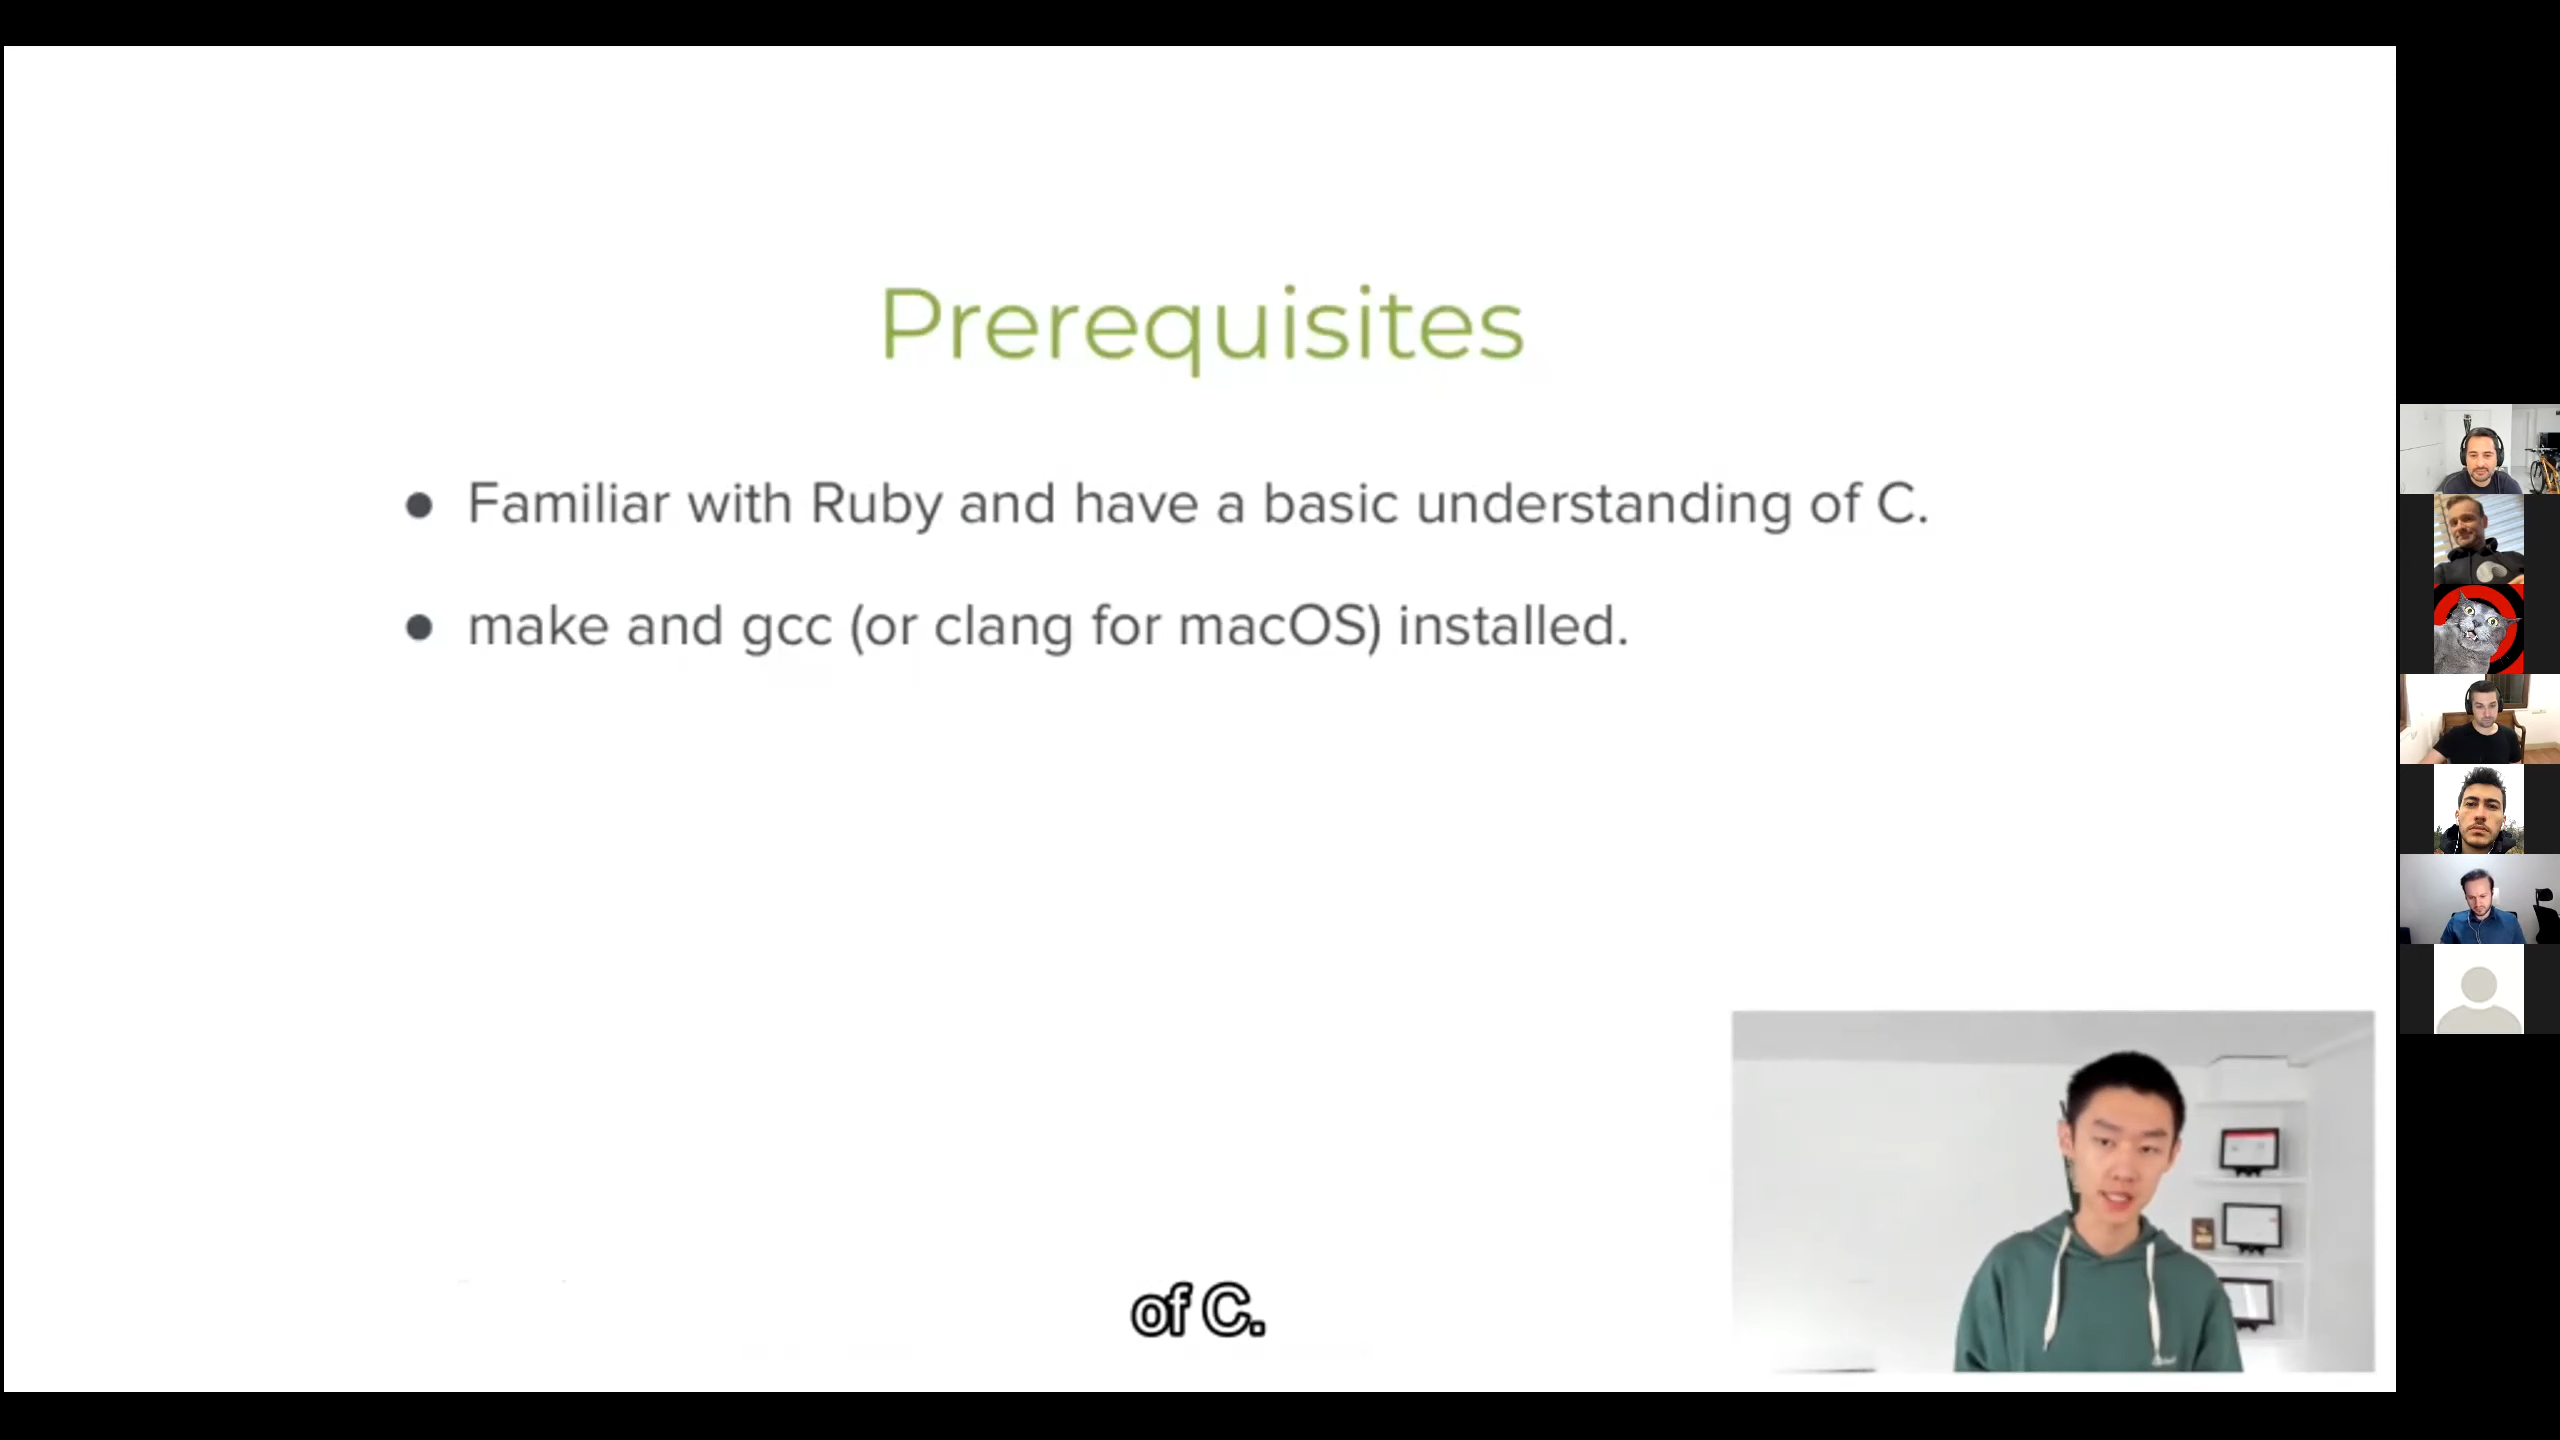 Prerequisites
● Familiar with Ruby and have a basic understanding of C.
● make and gcc (or clang for macOS) installed.
of C.